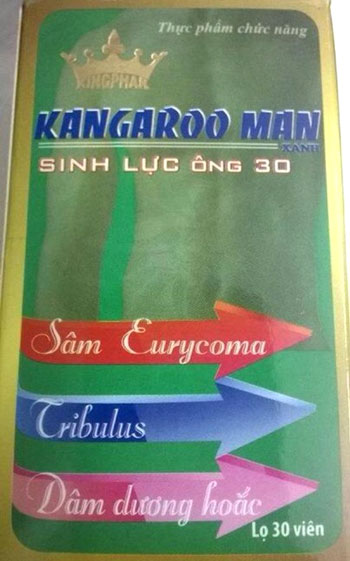 Thực phẩm chức năng
KINGPHAR
KANGAROO MAN
XANH
SINH LỰC ÔNG 30
Sâm Eurycoma
Tribulus
Dâm dương hoắc
Lọ 30 viên